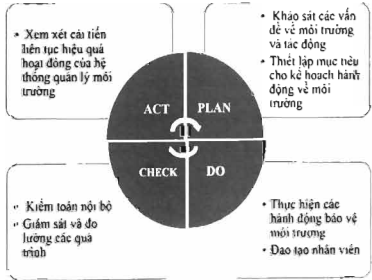 • Xem xét cải tiến
liên tục hiệu quả
hoạt động của hệ
thống quản lý môi
trường
• Khảo sát các vấn
đề về môi trường
và tác động
• Thiết lập mục tiêu
cho kế hoạch hành
động về môi
trường
ACT
PLAN
CHECK
DO
• Kiểm toán nội bộ
• Giám sát và đo
lường các quá
trình
• Thực hiện các
hành động bảo vệ
môi trường
• Đào tạo nhân viên